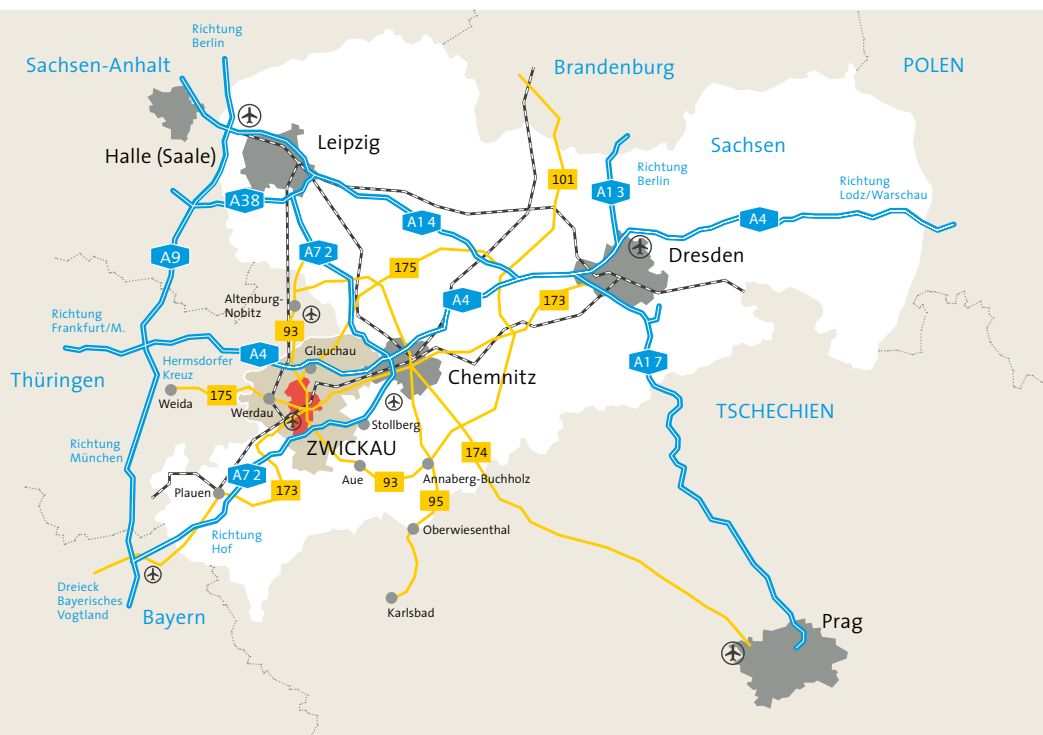 Richtung
Berlin
Sachsen-Anhalt
Brandenburg
POLEN
Leipzig
Halle (Saale)
Sachsen
Richtung
Berlin
Richtung
Lodz/Warschau
101
A13
A38
A14
A4
A72
A9
175
Dresden
Altenburg-
Nobitz
A4
173
Richtung
Frankfurt/M.
93
Glauchau
A4
A17
Hermsdorfer
Kreuz
Thüringen
Chemnitz
175
Weida
Werdau
TSCHECHIEN
Stollberg
ZWICKAU
Richtung
München
174
A72
Aue
93
Annaberg-Buchholz
Plauen
173
95
Oberwiesenthal
Richtung
Hof
Dreieck
Bayerisches
Vogtland
Bayern
Karlsbad
Prag